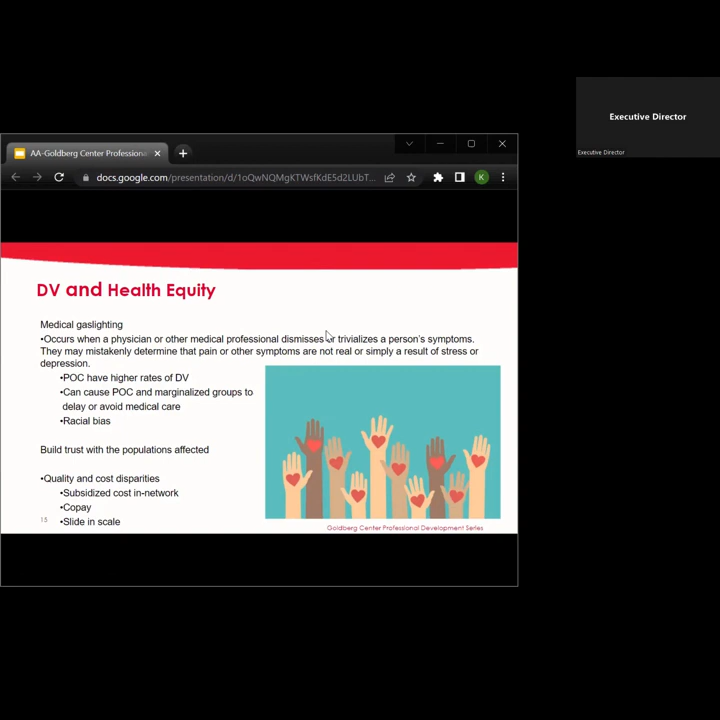 Executive Director
Executive Director
AA-Goldberg Center Professiona
docs.google.com/presentation/d/1oQwNQMgKTWsfKdE5d2LUbT...
K
DV and Health Equity
Medical gaslighting
•Occurs when a physician or other medical professional dismisses or trivializes a person's symptoms.
They may mistakenly determine that pain or other symptoms are not real or simply a result of stress or
depression.
•POC have higher rates of DV
•Can cause POC and marginalized groups to
delay or avoid medical care
•Racial bias
Build trust with the populations affected
•Quality and cost disparities
•Subsidized cost in-network
•Copay
•Slide in scale
15
Goldberg Center Professional Development Series